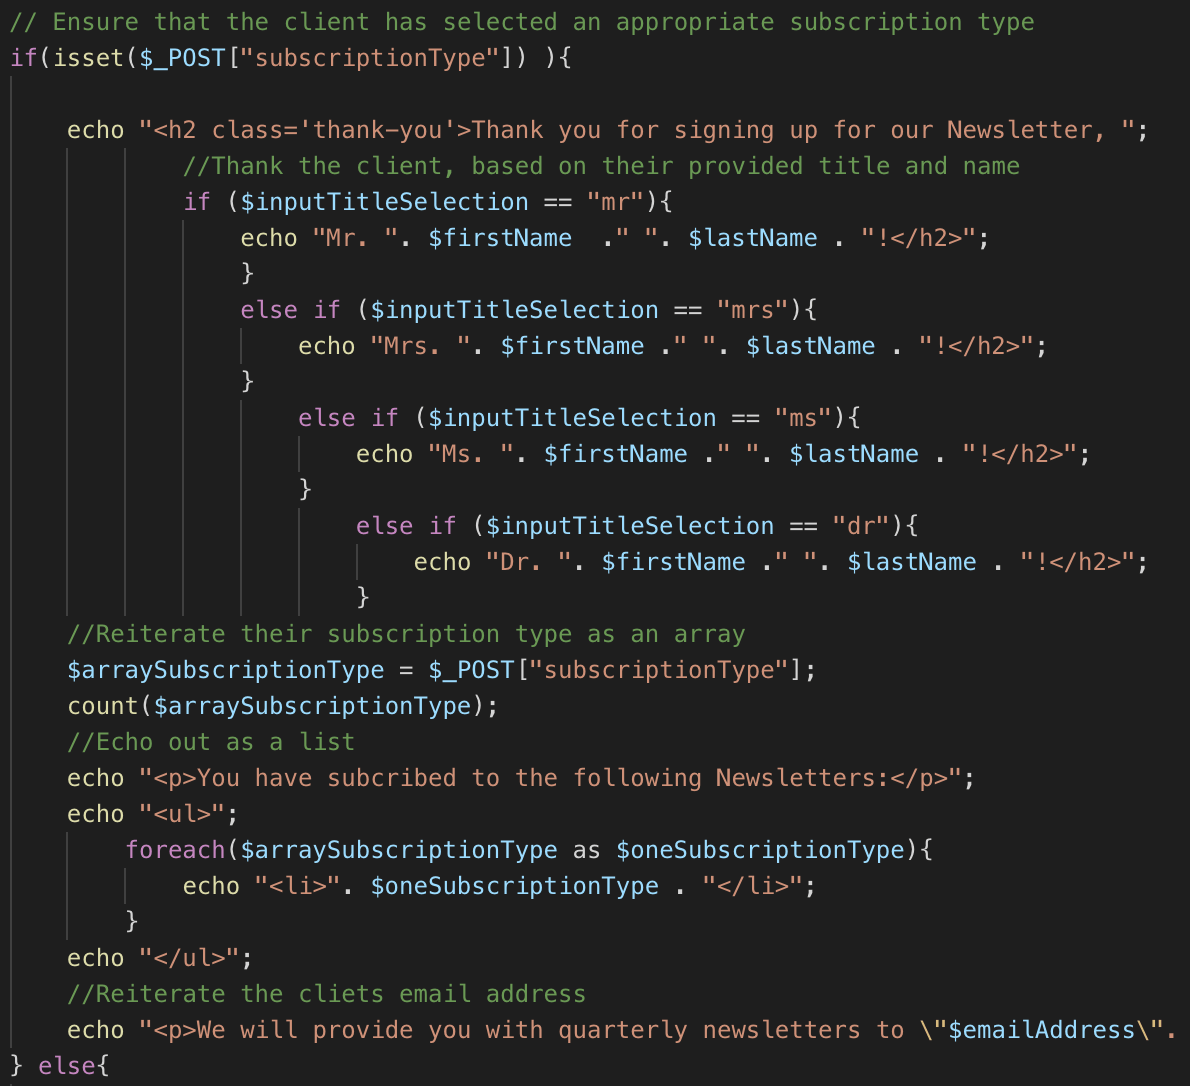 // Ensure that the client has selected an appropriate subscription type
if(isset($_POST["subscriptionType"]) ){
echo "<h2 class='thank-you'>Thank you for signing up for our Newsletter, ";
//Thank the client, based on their provided title and name
if ($inputTitleSelection == "mr"){
echo "Mr. ". $firstName  ." ". $lastName . "!</h2>";
}
else if ($inputTitleSelection == "mrs"){
echo "Mrs. ". $firstName ." ". $lastName . "!</h2>";
}
else if ($inputTitleSelection == "ms"){
echo "Ms. ". $firstName ." ". $lastName . "!</h2>";
}
else if ($inputTitleSelection == "dr"){
echo "Dr. ". $firstName ." ". $lastName . "!</h2>";
}
//Reiterate their subscription type as an array
$arraySubscriptionType = $_POST["subscriptionType"];
count($arraySubscriptionType);
//Echo out as a list
echo "<p>You have subcribed to the following Newsletters:</p>";
echo "<ul>";
foreach($arraySubscriptionType as $oneSubscriptionType){
echo "<li>". $oneSubscriptionType . "</li>";
}
echo "</ul>";
//Reiterate the cliets email address
echo "<p>We will provide you with quarterly newsletters to \"$emailAddress\".
} else{